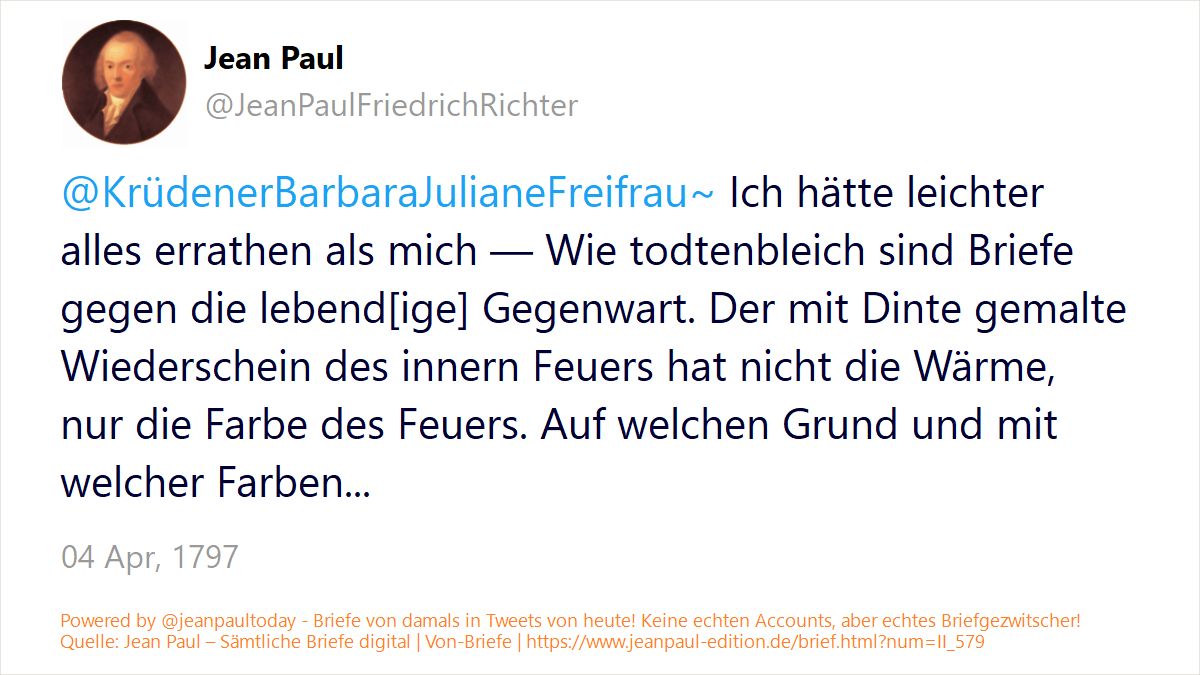 Jean Paul
@JeanPaulFriedrichRichter
@KrüdenerBarbaraJulianeFreifrau~ Ich hätte leichter
alles errathen als mich — Wie todtenbleich sind Briefe
gegen die lebend[ige] Gegenwart. Der mit Dinte gemalte
Wiederschein des innern Feuers hat nicht die Wärme,
nur die Farbe des Feuers. Auf welchen Grund und mit
welcher Farben...
04 Apr, 1797
Powered by @jeanpaultoday - Briefe von damals in Tweets von heute! Keine echten Accounts, aber echtes Briefgezwitscher!
Quelle: Jean Paul – Sämtliche Briefe digital | Von-Briefe | https://www.jeanpaul-edition.de/brief.html?num=II_579